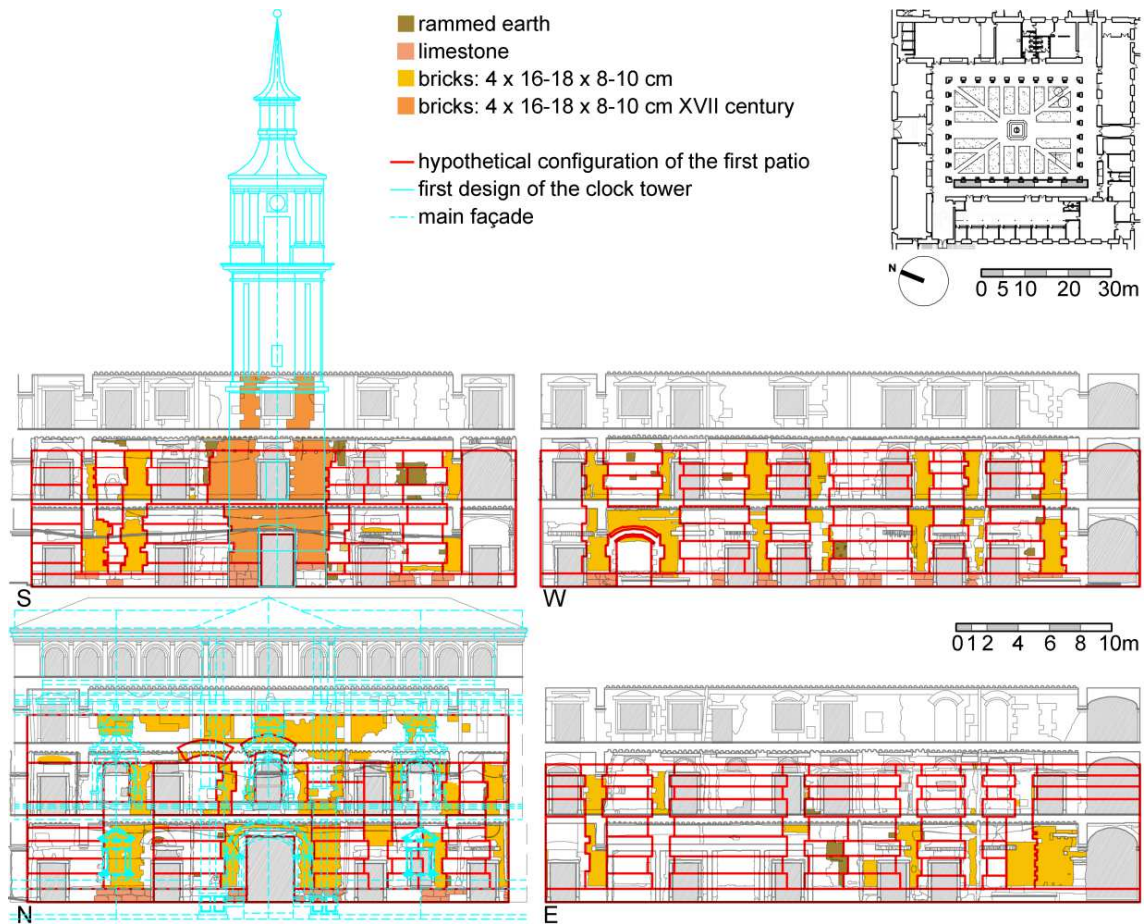 rammed earth
limestone
bricks: 4 x 16-18 x 8-10 cm
bricks: 4 x 16-18 x 8-10 cm XVII century
hypothetical configuration of the first patio
first design of the clock tower
main façade
N
0 5 10 20 30m
S
W
0 1 2 4 6 8 10m
N
E